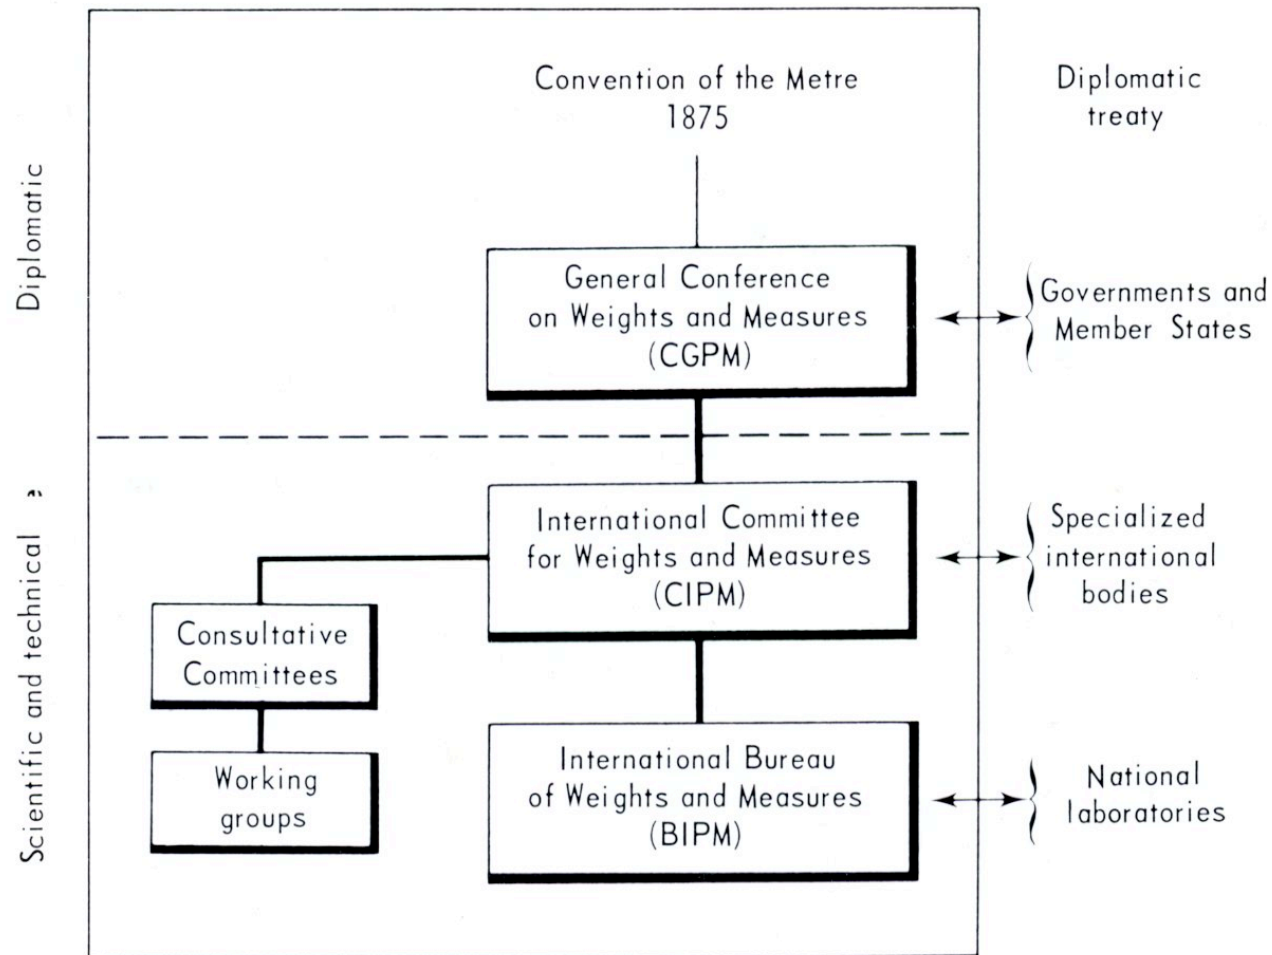 Convention of the Metre
1875
Diplomatic
treaty
Diplomatic
General Conference
on Weights and Measures
(CGPM)
Governments and
Member States
Scientific and technical
International Committee
for Weights and Measures
(CIPM)
Specialized
international
bodies
Consultative
Committees
Working
groups
International Bureau
of Weights and Measures
(BIPM)
National
laboratories